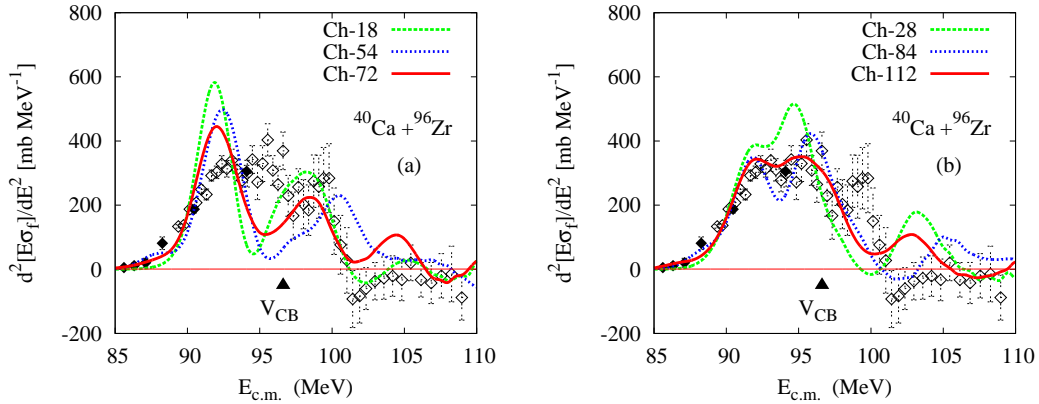 Ch-18
Ch-54
Ch-72
⁴⁰Ca + ⁹⁶Zr
(a)
V_CB
d²[Eσ_f]/dE² [mb MeV⁻¹]
800
600
400
200
0
-200
85 90 95 100 105 110
E_c.m. (MeV)
Ch-28
Ch-84
Ch-112
⁴⁰Ca + ⁹⁶Zr
(b)
V_CB
d²[Eσ_f]/dE² [mb MeV⁻¹]
800
600
400
200
0
-200
85 90 95 100 105 110
E_c.m. (MeV)